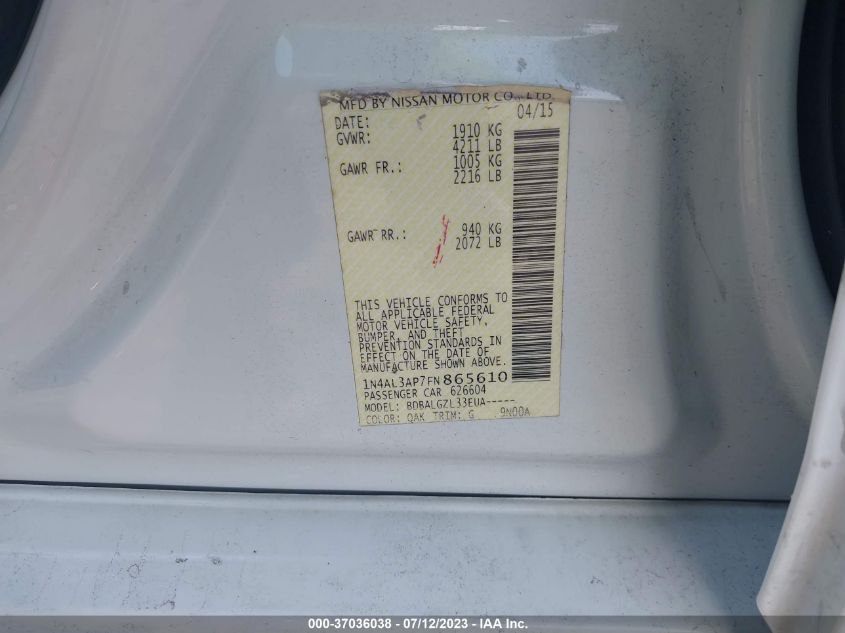 MFD BY NISSAN MOTOR CO., LTD.
DATE: 04/15
GVWR: 1910 KG
4211 LB
GAWR FR.: 1005 KG
2216 LB
GAWR RR.: 940 KG
2072 LB
THIS VEHICLE CONFORMS TO
ALL APPLICABLE FEDERAL
MOTOR VEHICLE SAFETY,
BUMPER, AND THEFT
PREVENTION STANDARDS IN
EFFECT ON THE DATE OF
MANUFACTURE SHOWN ABOVE.
1N4AL3AP7FN865610
PASSENGER CAR 626604
MODEL: BDBALGZL33EUA-----
COLOR: QAK TRIM: G 9N00A
000-37036038 - 07/12/2023 - IAA Inc.